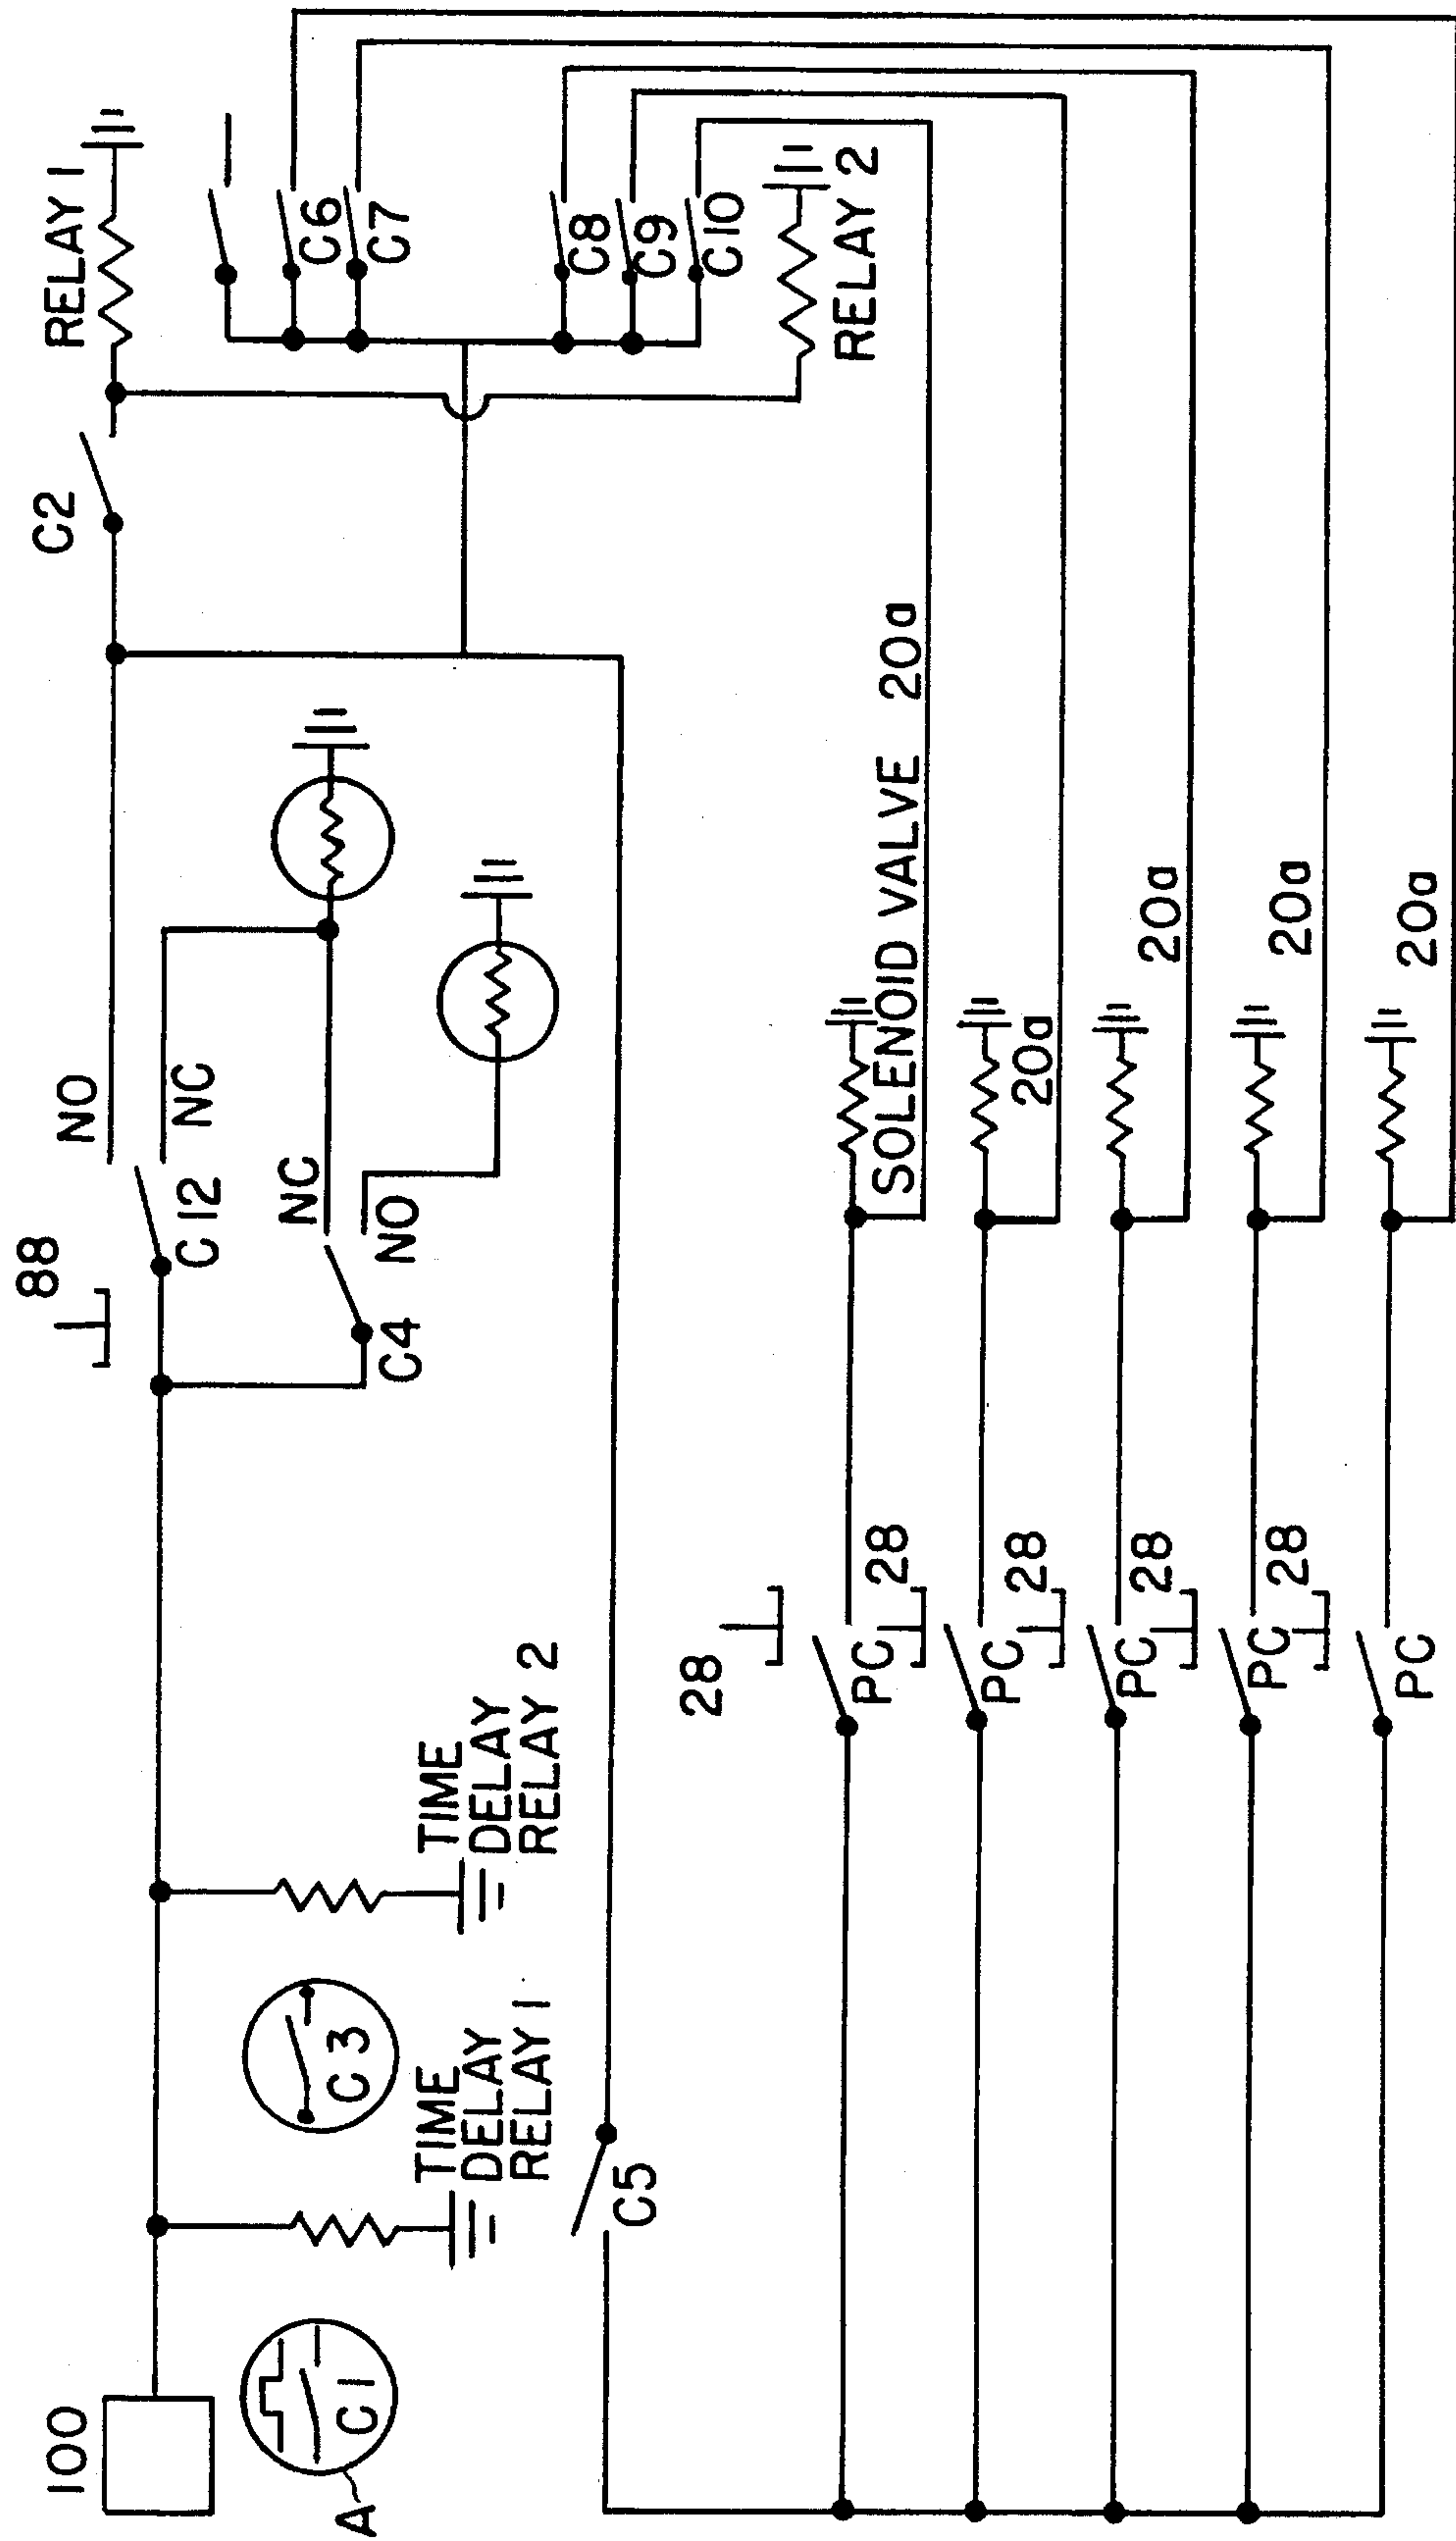 100
A
C1
TIME
DELAY
RELAY 1
C3
TIME
DELAY
RELAY 2
88
C12
NO
NC
C4
NC
NO
C2
RELAY 1
C6
C7
C8
C9
C10
RELAY 2
C5
28
PC
28
PC
28
PC
28
PC
28
PC
SOLENOID VALVE 20a
20a
20a
20a
20a